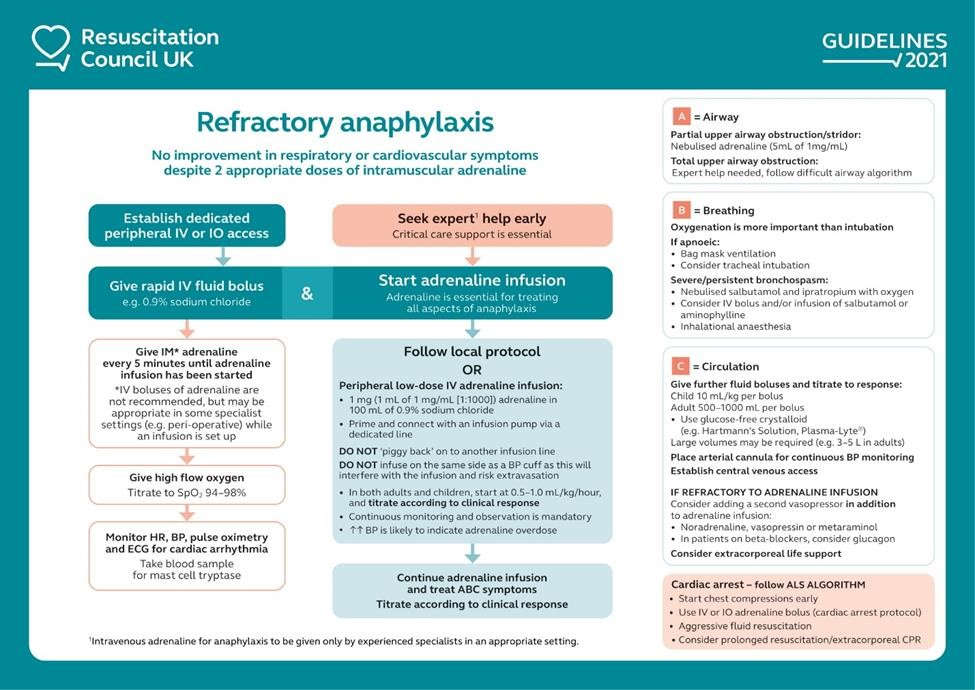 Resuscitation
Council UK
GUIDELINES
2021
Refractory anaphylaxis
No improvement in respiratory or cardiovascular symptoms
despite 2 appropriate doses of intramuscular adrenaline
Establish dedicated
peripheral IV or IO access
Seek expert¹ help early
Critical care support is essential
Give rapid IV fluid bolus
e.g. 0.9% sodium chloride
&
Start adrenaline infusion
Adrenaline is essential for treating
all aspects of anaphylaxis
Give IM* adrenaline
every 5 minutes until adrenaline
infusion has been started
*IV boluses of adrenaline are
not recommended, but may be
appropriate in some specialist
settings (e.g. peri-operative) while
an infusion is set up
Give high flow oxygen
Titrate to SpO₂ 94–98%
Monitor HR, BP, pulse oximetry
and ECG for cardiac arrhythmia
Take blood sample
for mast cell tryptase
Follow local protocol
OR
Peripheral low-dose IV adrenaline infusion:
• 1 mg (1 mL of 1 mg/mL [1:1000]) adrenaline in
100 mL of 0.9% sodium chloride
• Prime and connect with an infusion pump via a
dedicated line
DO NOT 'piggy back' on to another infusion line
DO NOT infuse on the same side as a BP cuff as this will
interfere with the infusion and risk extravasation
• In both adults and children, start at 0.5–1.0 mL/kg/hour,
and titrate according to clinical response
• Continuous monitoring and observation is mandatory
• ↑↑ BP is likely to indicate adrenaline overdose
Continue adrenaline infusion
and treat ABC symptoms
Titrate according to clinical response
¹Intravenous adrenaline for anaphylaxis to be given only by experienced specialists in an appropriate setting.
A = Airway
Partial upper airway obstruction/stridor:
Nebulised adrenaline (5mL of 1mg/mL)
Total upper airway obstruction:
Expert help needed, follow difficult airway algorithm
B = Breathing
Oxygenation is more important than intubation
If apnoeic:
• Bag mask ventilation
• Consider tracheal intubation
Severe/persistent bronchospasm:
• Nebulised salbutamol and ipratropium with oxygen
• Consider IV bolus and/or infusion of salbutamol or
aminophylline
• Inhalational anaesthesia
C = Circulation
Give further fluid boluses and titrate to response:
Child 10 mL/kg per bolus
Adult 500–1000 mL per bolus
• Use glucose-free crystalloid
(e.g. Hartmann's Solution, Plasma-Lyte®)
Large volumes may be required (e.g. 3–5 L in adults)
Place arterial cannula for continuous BP monitoring
Establish central venous access
IF REFRACTORY TO ADRENALINE INFUSION
Consider adding a second vasopressor in addition
to adrenaline infusion:
• Noradrenaline, vasopressin or metaraminol
• In patients on beta-blockers, consider glucagon
Consider extracorporeal life support
Cardiac arrest – follow ALS ALGORITHM
• Start chest compressions early
• Use IV or IO adrenaline bolus (cardiac arrest protocol)
• Aggressive fluid resuscitation
• Consider prolonged resuscitation/extracorporeal CPR